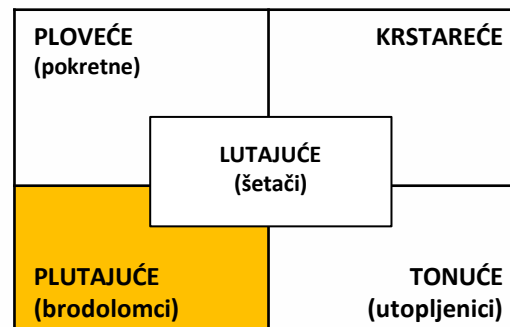 PLOVEĆE
(pokretne)
KRSTAREĆE
LUTAJUĆE
(šetači)
PLUTAJUĆE
(brodolomci)
TONUĆE
(utopljenici)